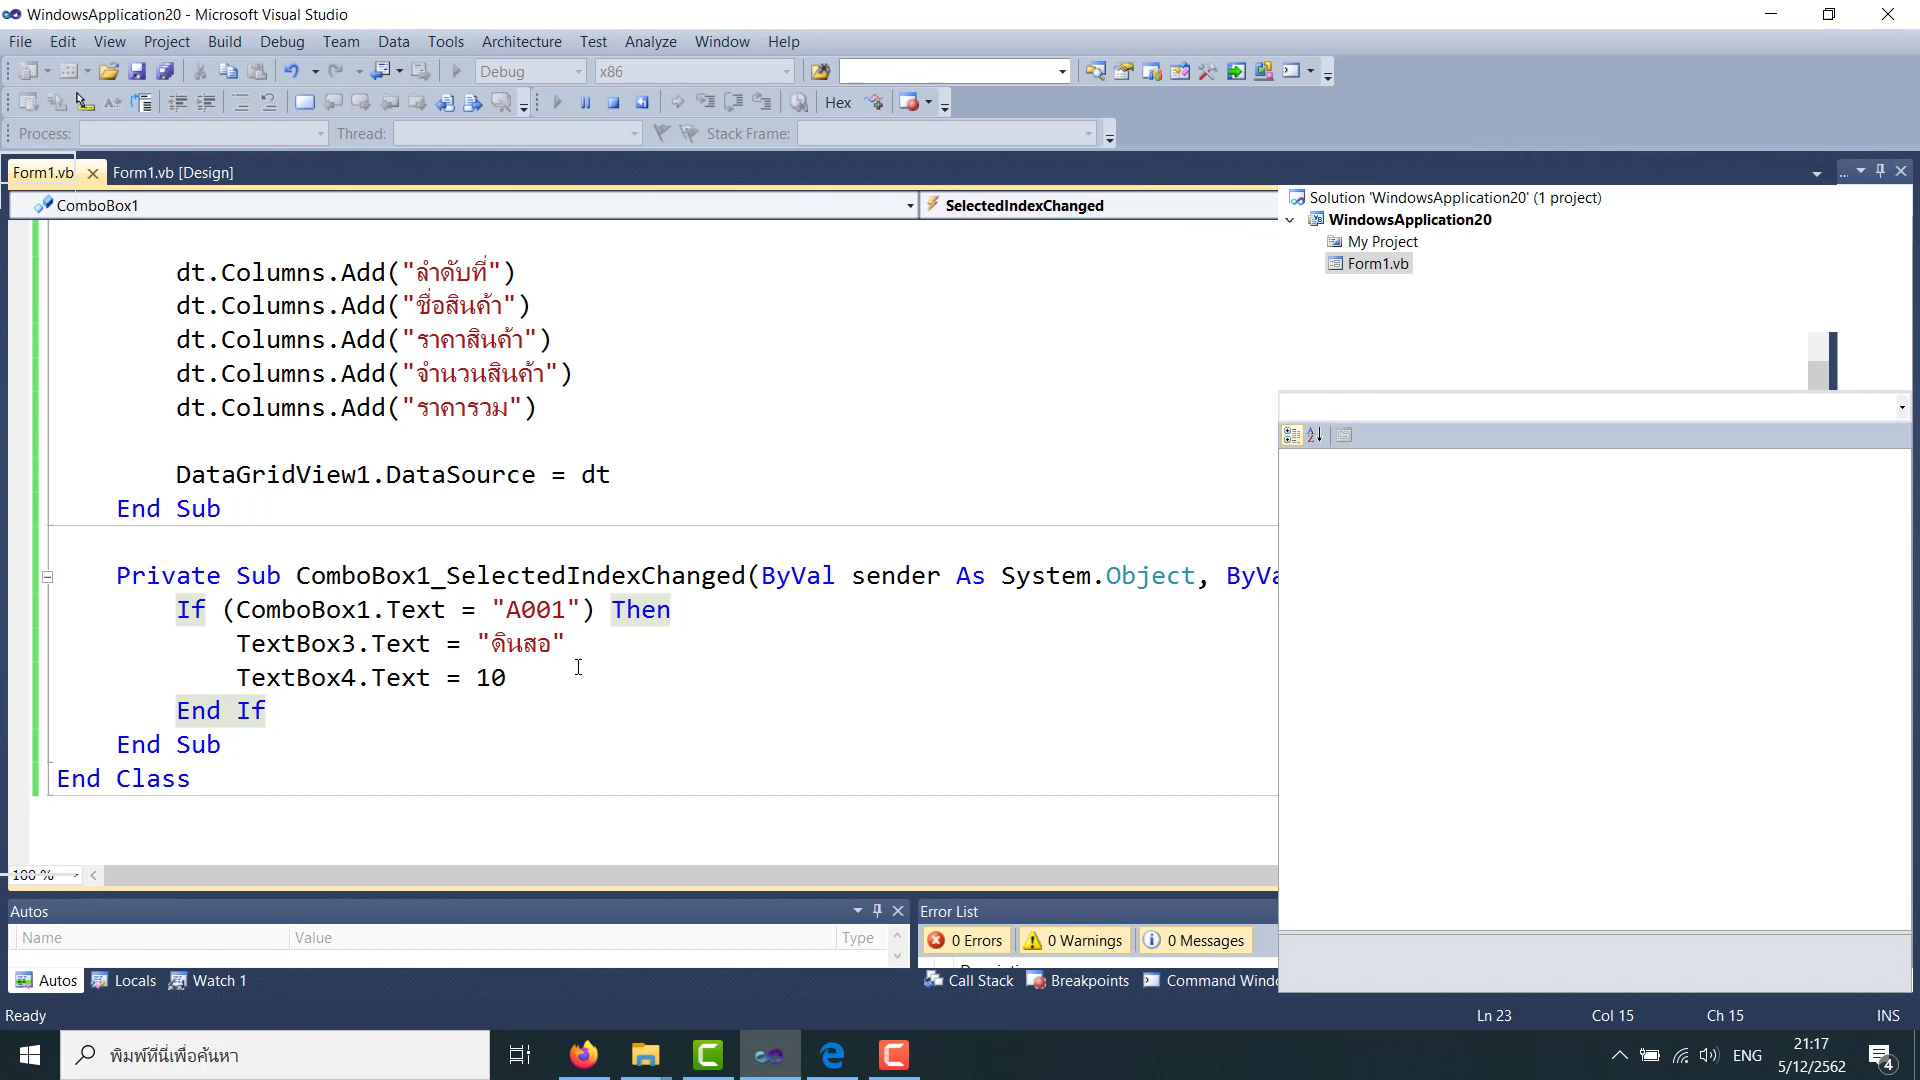 WindowsApplication20 - Microsoft Visual Studio
File Edit View Project Build Debug Team Data Tools Architecture Test Analyze Window Help
Debug x86
Hex
Process: Thread: Stack Frame:
Form1.vb Form1.vb [Design]
ComboBox1 SelectedIndexChanged
Solution 'WindowsApplication20' (1 project)
WindowsApplication20
My Project
Form1.vb
dt.Columns.Add("ลำดับที่")
dt.Columns.Add("ชื่อสินค้า")
dt.Columns.Add("ราคาสินค้า")
dt.Columns.Add("จำนวนสินค้า")
dt.Columns.Add("ราคารวม")
DataGridView1.DataSource = dt
End Sub
Private Sub ComboBox1_SelectedIndexChanged(ByVal sender As System.Object, ByVa
If (ComboBox1.Text = "A001") Then
TextBox3.Text = "ดินสอ"
TextBox4.Text = 10
End If
End Sub
End Class
100 %
Autos Error List
Name Value Type
0 Errors 0 Warnings 0 Messages
Autos Locals Watch 1 Call Stack Breakpoints Command Windo
Ready Ln 23 Col 15 Ch 15 INS
พิมพ์ที่นี่เพื่อค้นหา
ENG
21:17
5/12/2562
4